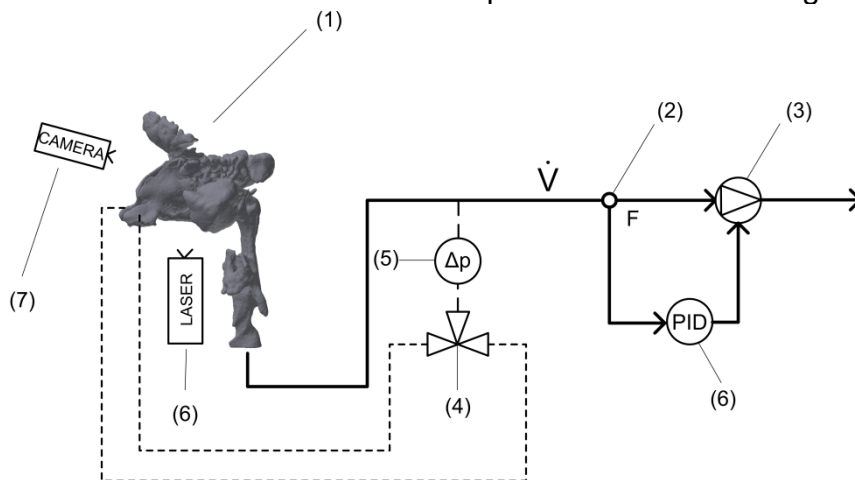 (1)
CAMERA
(2)
(3)
V̇
F
(5)
Δp
(7)
LASER
PID
(6)
(4)
(6)